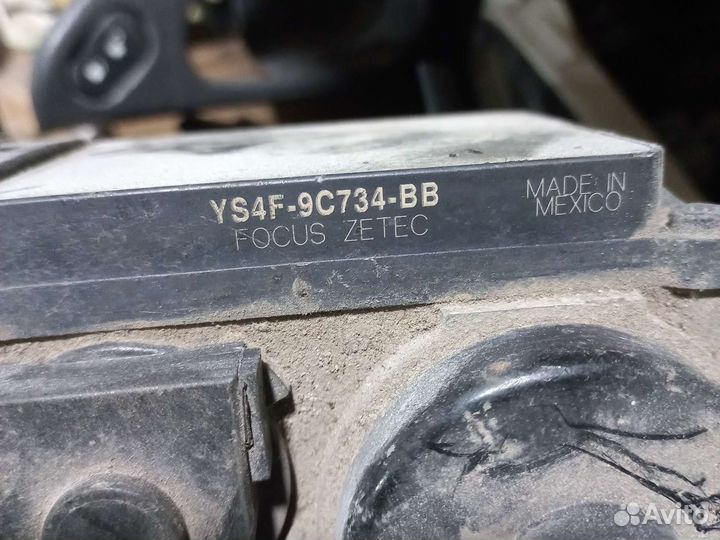 YS4F-9C734-BB
FOCUS ZETEC
MADE IN
MEXICO
Avito